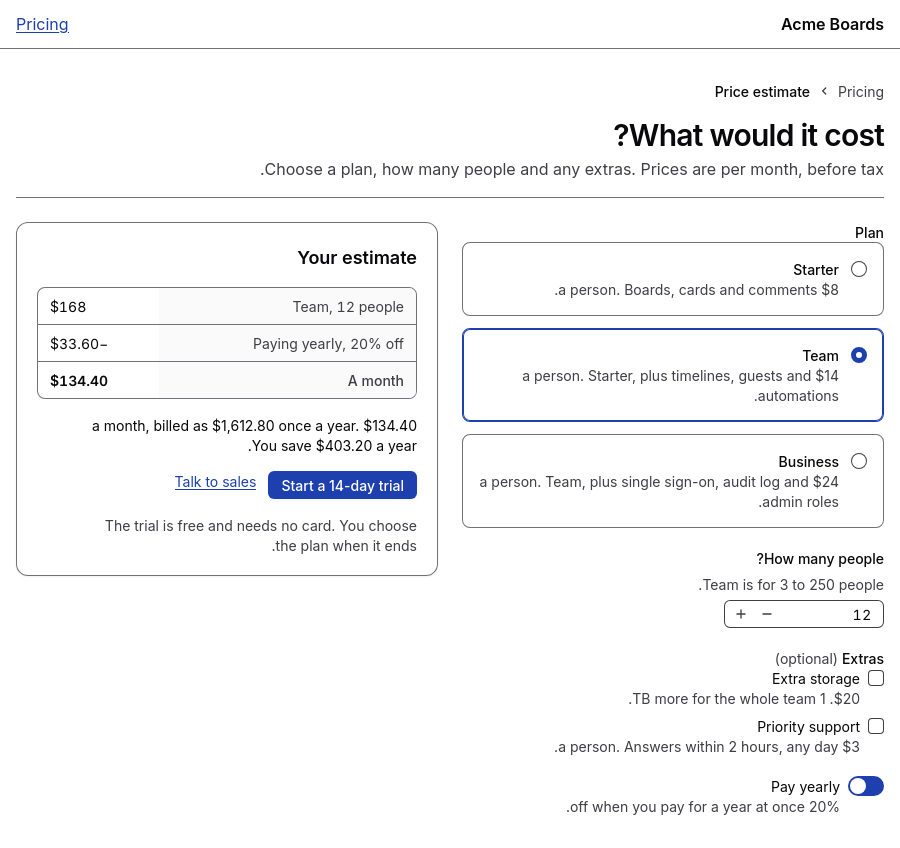 Acme Boards
Pricing
Price estimate ‹ Pricing
?What would it cost
.Choose a plan, how many people and any extras. Prices are per month, before tax
Plan
Starter
.a person. Boards, cards and comments $8
Team
a person. Starter, plus timelines, guests and $14
.automations
Business
a person. Team, plus single sign-on, audit log and $24
.admin roles
?How many people
.Team is for 3 to 250 people
+ − 12
(optional) Extras
Extra storage
.TB more for the whole team 1 .$20
Priority support
.a person. Answers within 2 hours, any day $3
Pay yearly
.off when you pay for a year at once 20%
Your estimate
$168 Team, 12 people
$33.60− Paying yearly, 20% off
$134.40 A month
a month, billed as $1,612.80 once a year. $134.40
.You save $403.20 a year
Talk to sales Start a 14-day trial
The trial is free and needs no card. You choose
.the plan when it ends